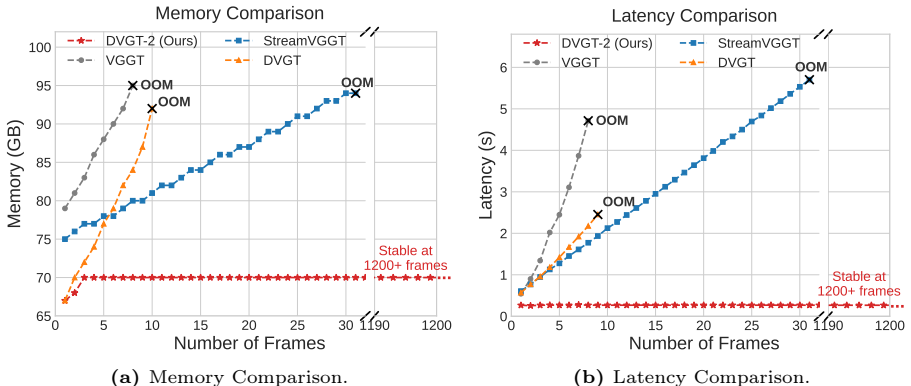 Memory Comparison
DVGT-2 (Ours)
StreamVGGT
VGGT
DVGT
100
95
90
85
80
75
70
65
Memory (GB)
OOM
OOM
OOM
Stable at
1200+ frames
0 5 10 15 20 25 30 1190 1200
Number of Frames
(a) Memory Comparison.
Latency Comparison
DVGT-2 (Ours)
StreamVGGT
VGGT
DVGT
6
5
4
3
2
1
0
Latency (s)
OOM
OOM
OOM
Stable at
1200+ frames
0 5 10 15 20 25 30 1190 1200
Number of Frames
(b) Latency Comparison.